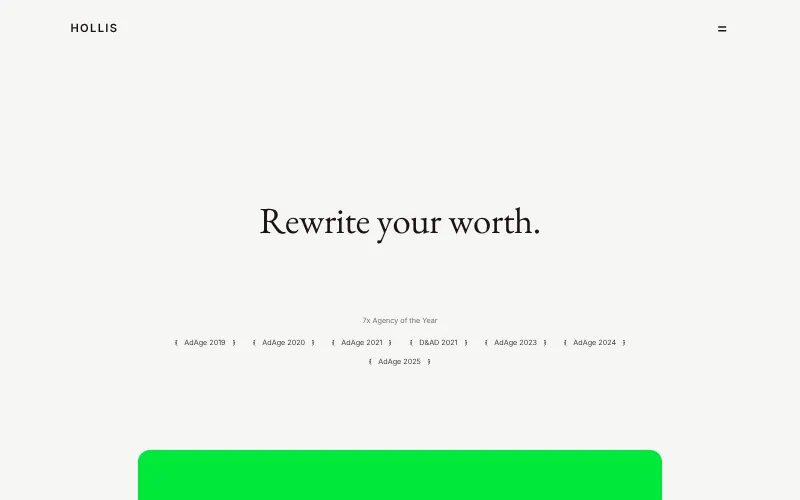 HOLLIS
Rewrite your worth.
7x Agency of the Year
{ AdAge 2019 } { AdAge 2020 } { AdAge 2021 } { D&AD 2021 } { AdAge 2023 } { AdAge 2024 }
{ AdAge 2025 }